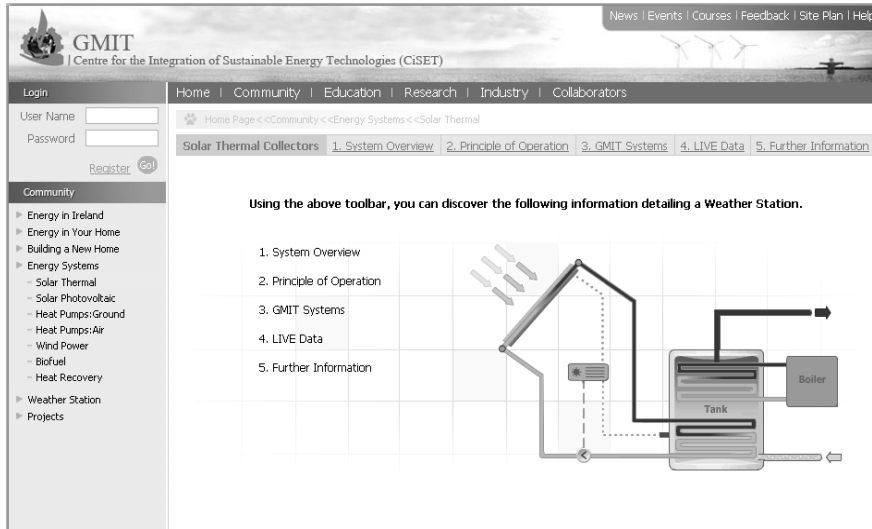 News | Events | Courses | Feedback | Site Plan | Help
GMIT
| Centre for the Integration of Sustainable Energy Technologies (CiSET)
Login
User Name
Password
Register Go!
Home | Community | Education | Research | Industry | Collaborators
Home Page<<Community<<Energy Systems<<Solar Thermal
Solar Thermal Collectors 1. System Overview 2. Principle of Operation 3. GMIT Systems 4. LIVE Data 5. Further Information
Community
Energy in Ireland
Energy in Your Home
Building a New Home
Energy Systems
– Solar Thermal
– Solar Photovoltaic
– Heat Pumps:Ground
– Heat Pumps:Air
– Wind Power
– Biofuel
– Heat Recovery
Weather Station
Projects
Using the above toolbar, you can discover the following information detailing a Weather Station.
1. System Overview
2. Principle of Operation
3. GMIT Systems
4. LIVE Data
5. Further Information
Boiler
Tank